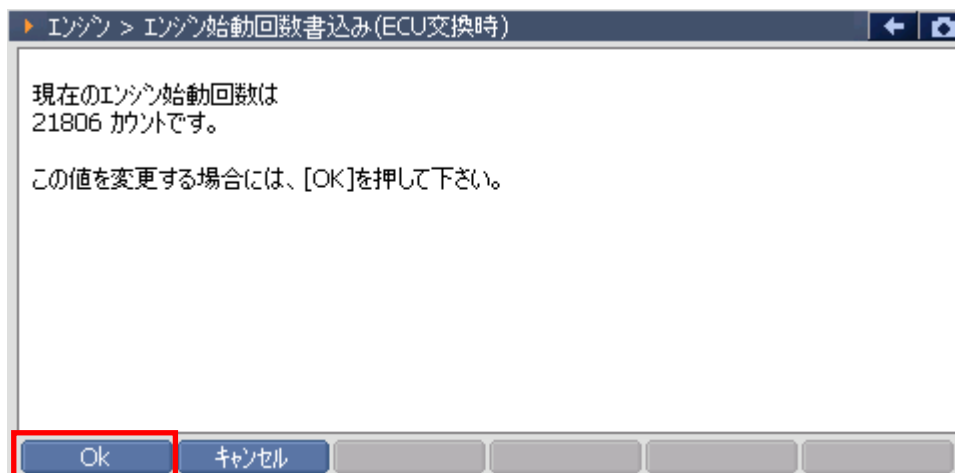 エンジン > エンジン始動回数書込み(ECU交換時)
現在のエンジン始動回数は
21806 カウントです。
この値を変更する場合には、[OK]を押して下さい。
Ok
キャンセル